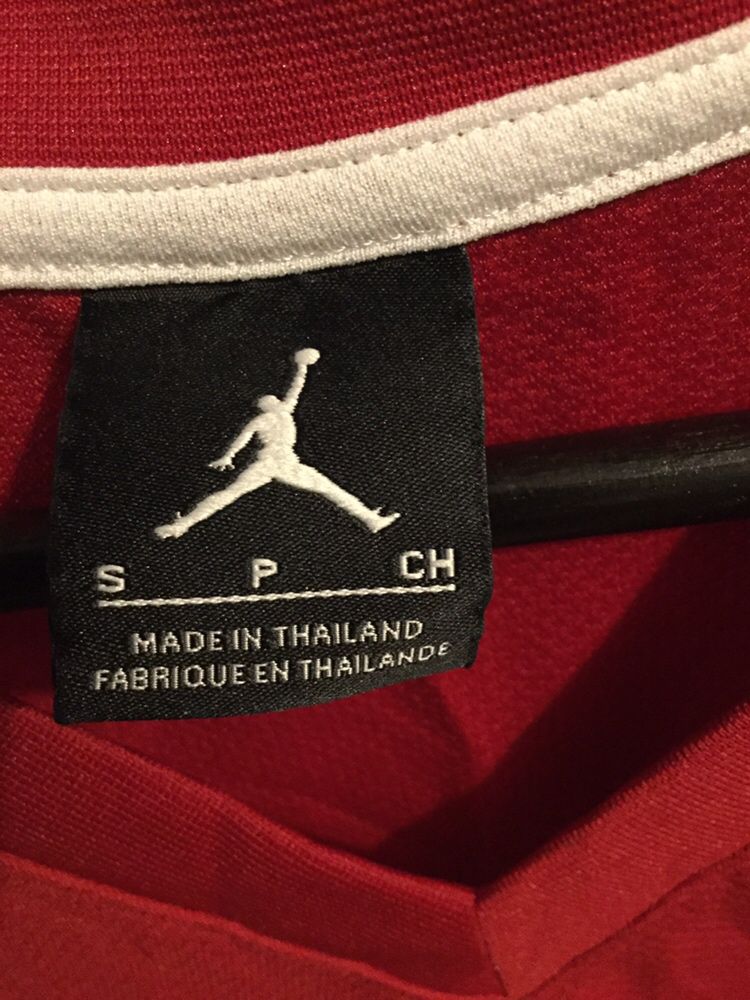 S P CH
MADE IN THAILAND
FABRIQUE EN THAILANDE